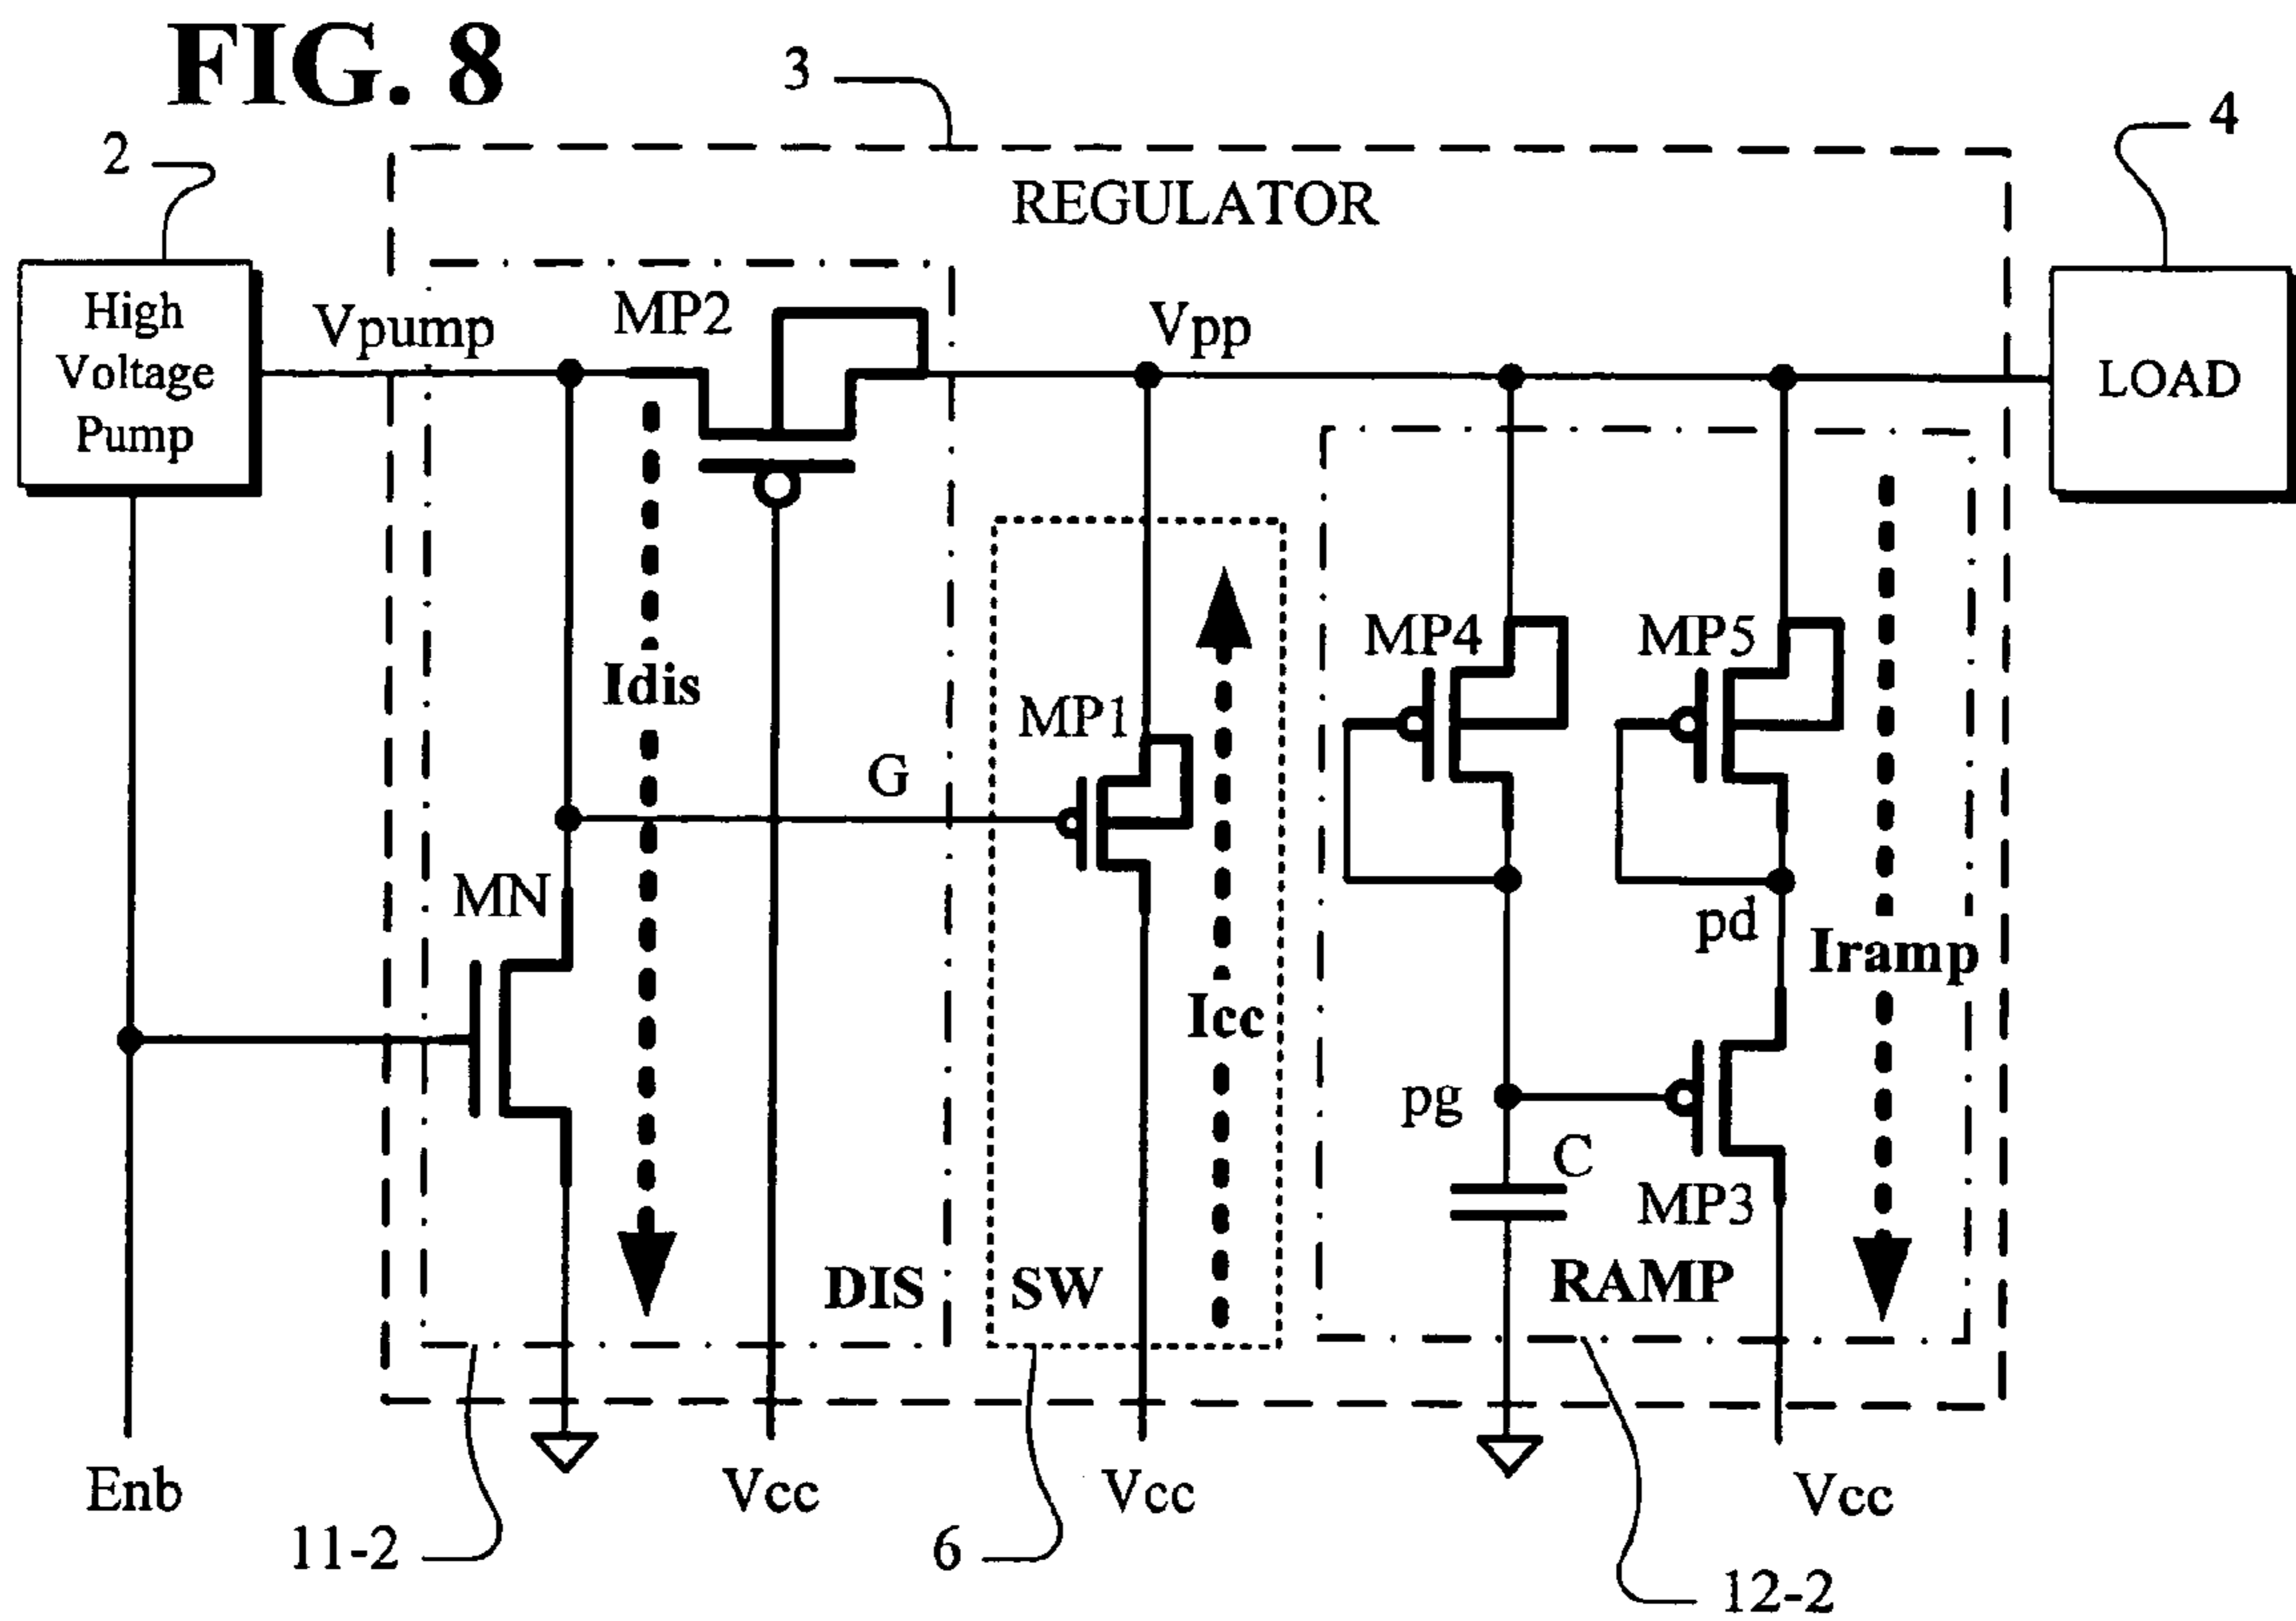 FIG. 8
3
4
2
REGULATOR
High
Voltage
Pump
Vpump
MP2
Vpp
LOAD
MP4
MP5
Idis
MP1
G
MN
pd
Iramp
Icc
pg
C
MP3
DIS
SW
RAMP
Enb
Vcc
Vcc
Vcc
11-2
6
12-2